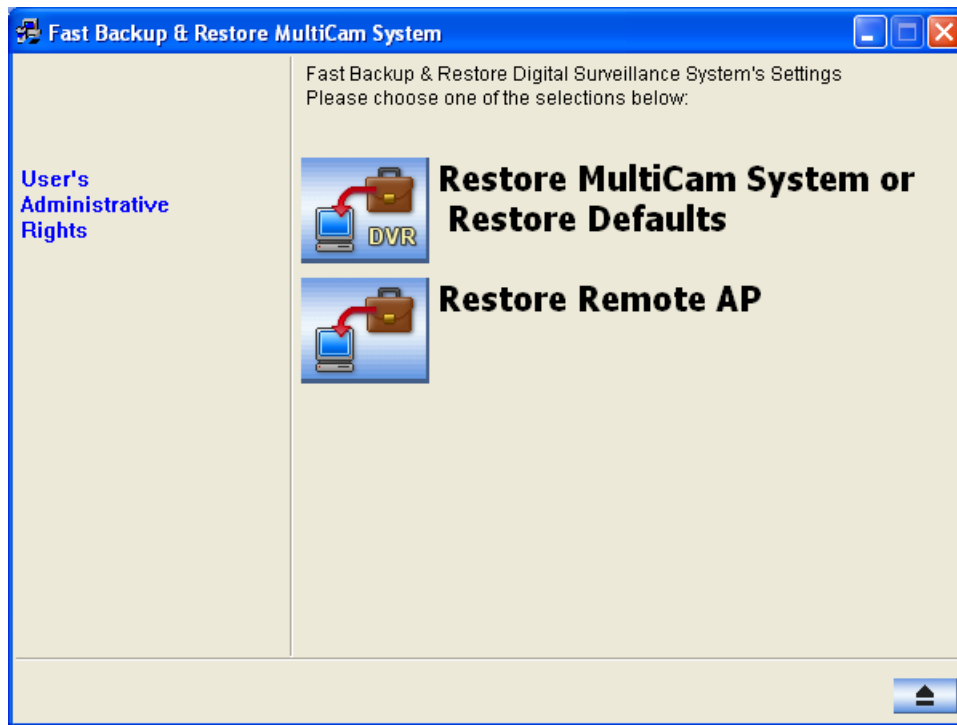 Fast Backup & Restore MultiCam System
Fast Backup & Restore Digital Surveillance System's Settings
Please choose one of the selections below:
User's
Administrative
Rights
DVR
Restore MultiCam System or
Restore Defaults
Restore Remote AP